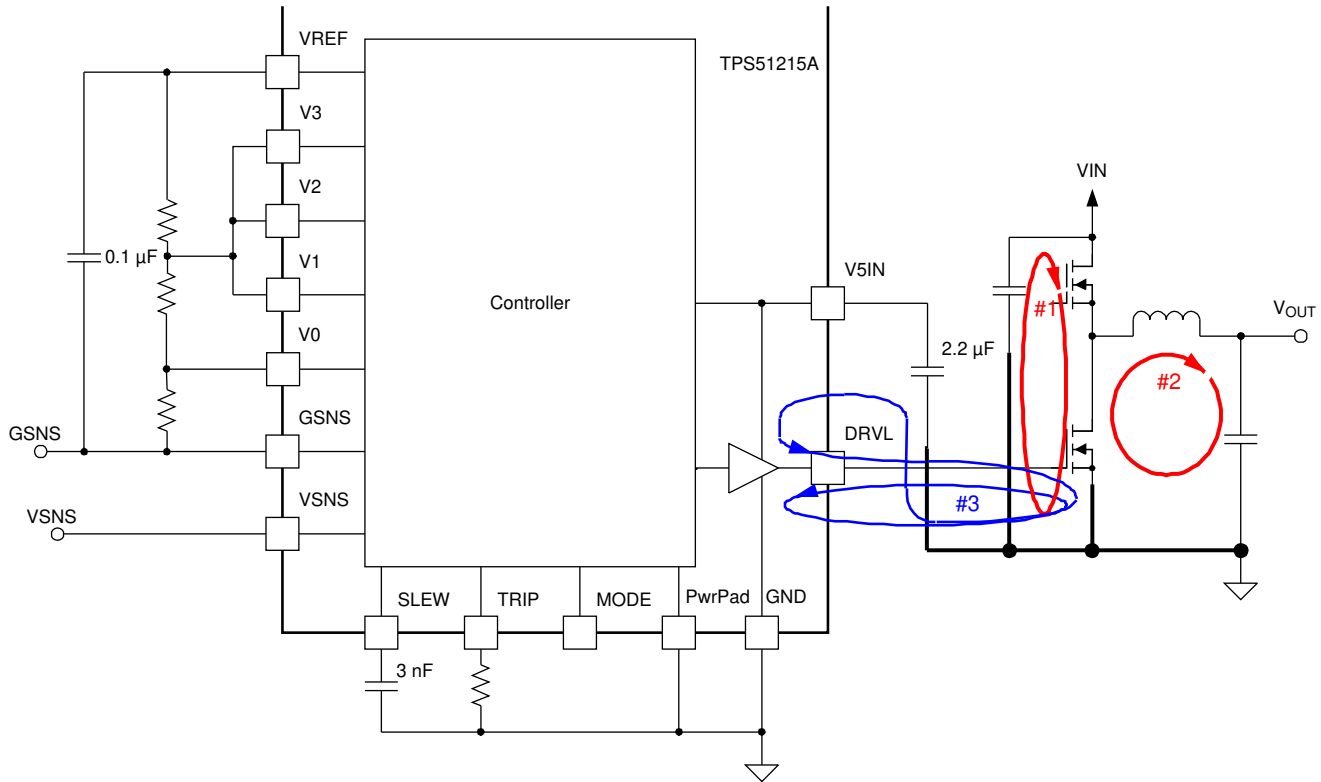 VREF
TPS51215A
V3
VIN
V2
0.1 µF
V1
V5IN
Controller
#1
VOUT
V0
2.2 µF
#2
GSNS
GSNS
DRVL
VSNS
VSNS
#3
SLEW
TRIP
MODE
PwrPad
GND
3 nF